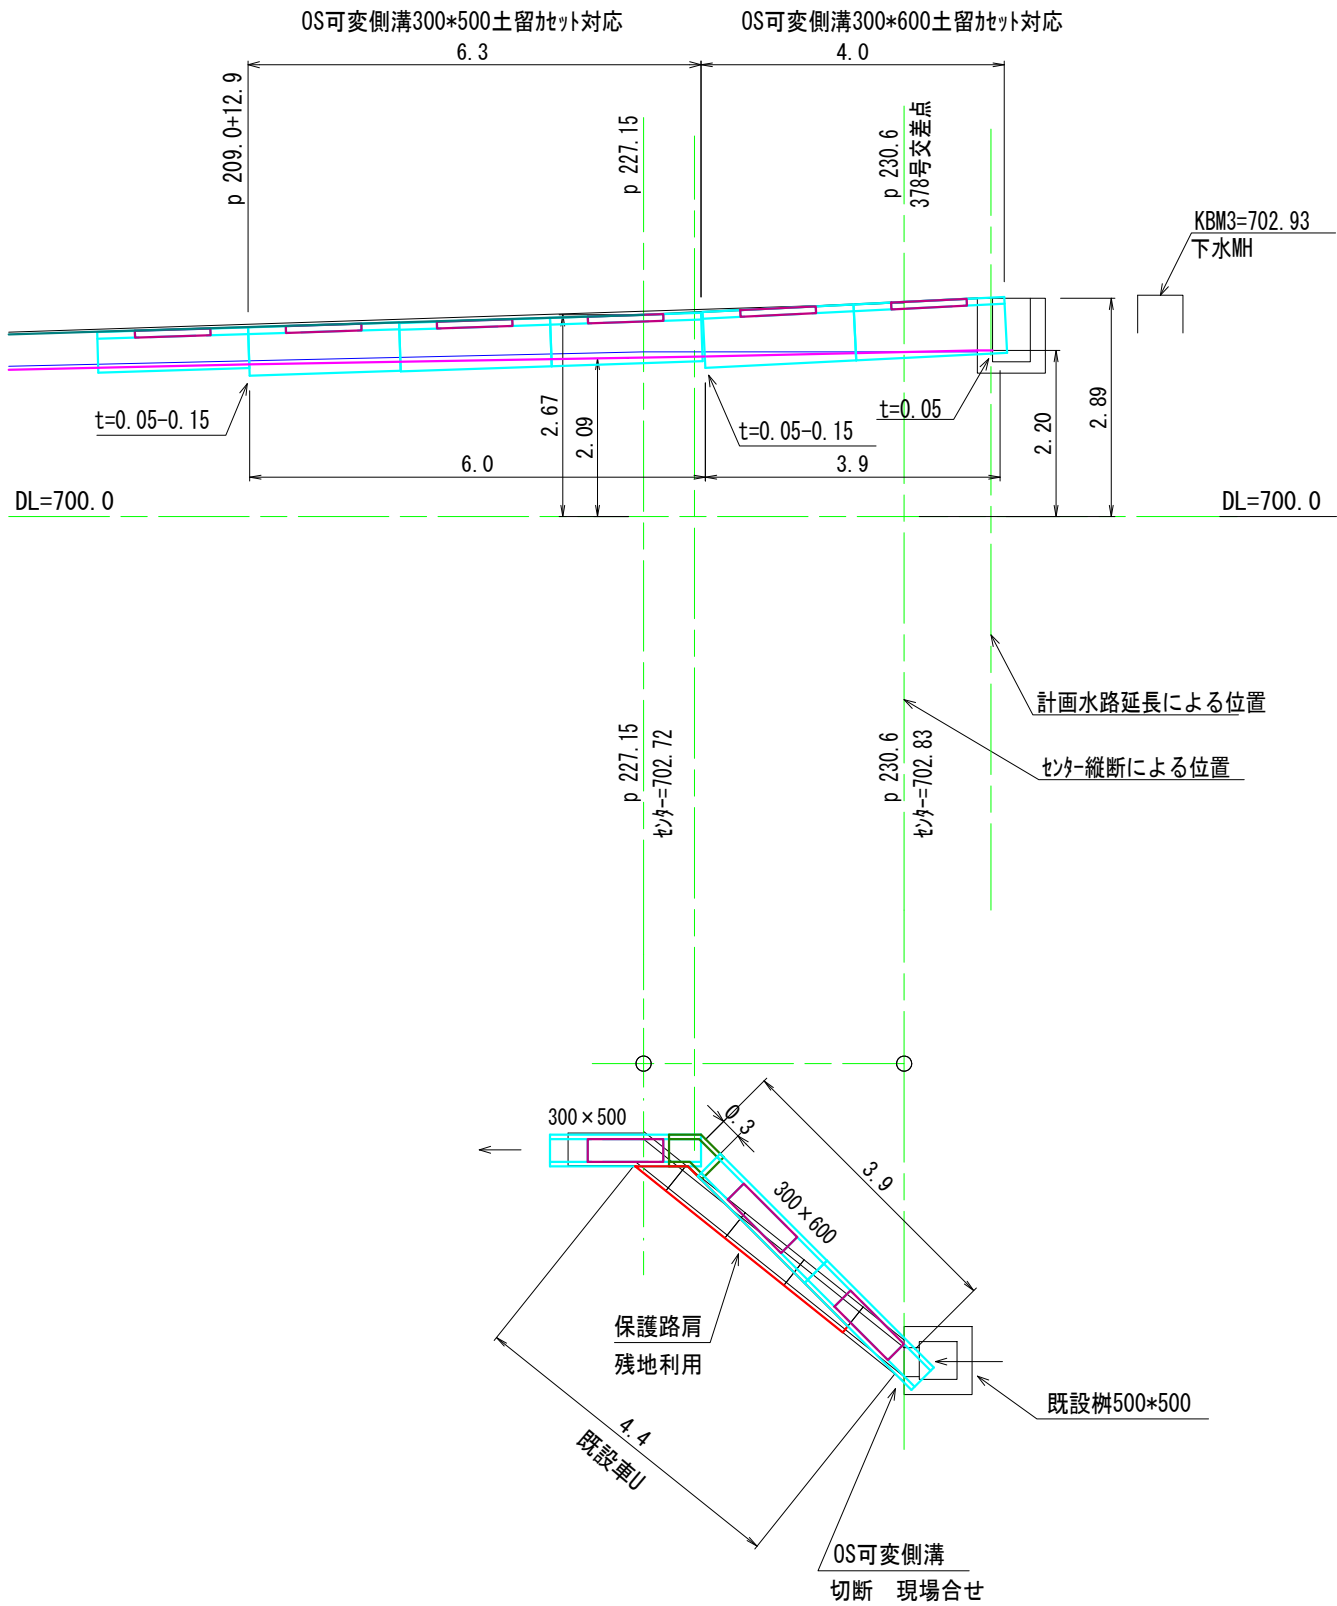 OS可変側溝300*500土留ｶｾｯﾄ対応
OS可変側溝300*600土留ｶｾｯﾄ対応
6.3
4.0
p 209.0+12.9
p 227.15
p 230.6
378号交差点
KBM3=702.93
下水MH
t=0.05-0.15
2.67
2.09
t=0.05-0.15
t=0.05
2.20
2.89
6.0
3.9
DL=700.0
DL=700.0
計画水路延長による位置
ｾﾝﾀｰ縦断による位置
p 227.15
ｾﾝﾀｰ=702.72
p 230.6
ｾﾝﾀｰ=702.83
300×500
0.3
3.9
300×600
保護路肩
残地利用
既設桝500*500
4.4
既設車U
OS可変側溝
切断　現場合せ